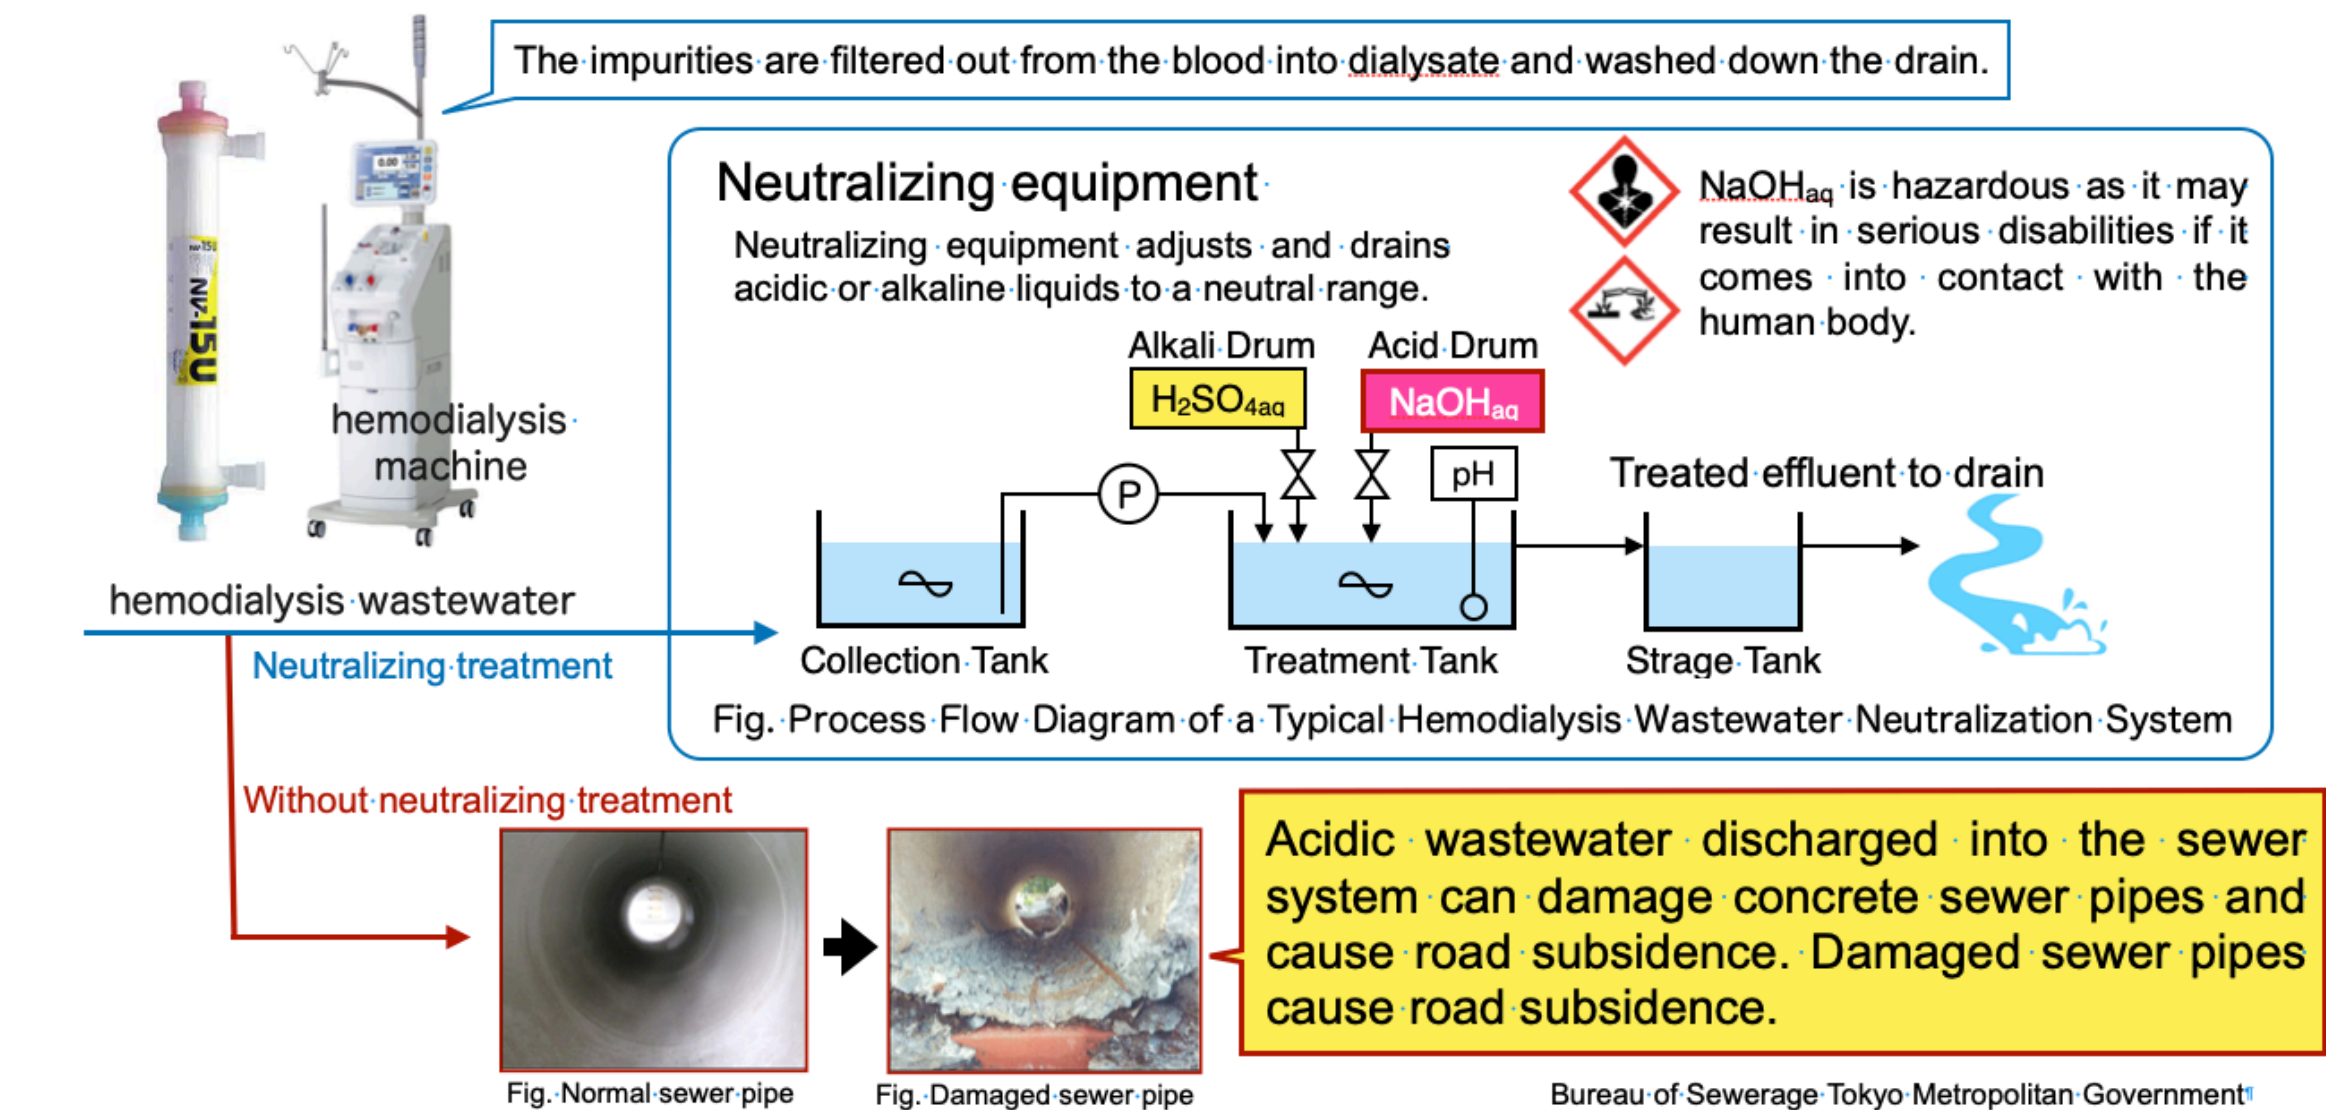 The impurities are filtered out from the blood into dialysate and washed down the drain.
Neutralizing equipment
Neutralizing equipment adjusts and drains
acidic or alkaline liquids to a neutral range.
NaOHaq is hazardous as it may
result in serious disabilities if it
comes into contact with the
human body.
0.00
NV-15U
NV-15U
hemodialysis
machine
Alkali Drum
Acid Drum
H₂SO₄aq
NaOHaq
P
pH
Treated effluent to drain
hemodialysis wastewater
Neutralizing treatment
Collection Tank
Treatment Tank
Strage Tank
Fig. Process Flow Diagram of a Typical Hemodialysis Wastewater Neutralization System
Without neutralizing treatment
Acidic wastewater discharged into the sewer
system can damage concrete sewer pipes and
cause road subsidence. Damaged sewer pipes
cause road subsidence.
Fig. Normal sewer pipe
Fig. Damaged sewer pipe
Bureau of Sewerage Tokyo Metropolitan Government